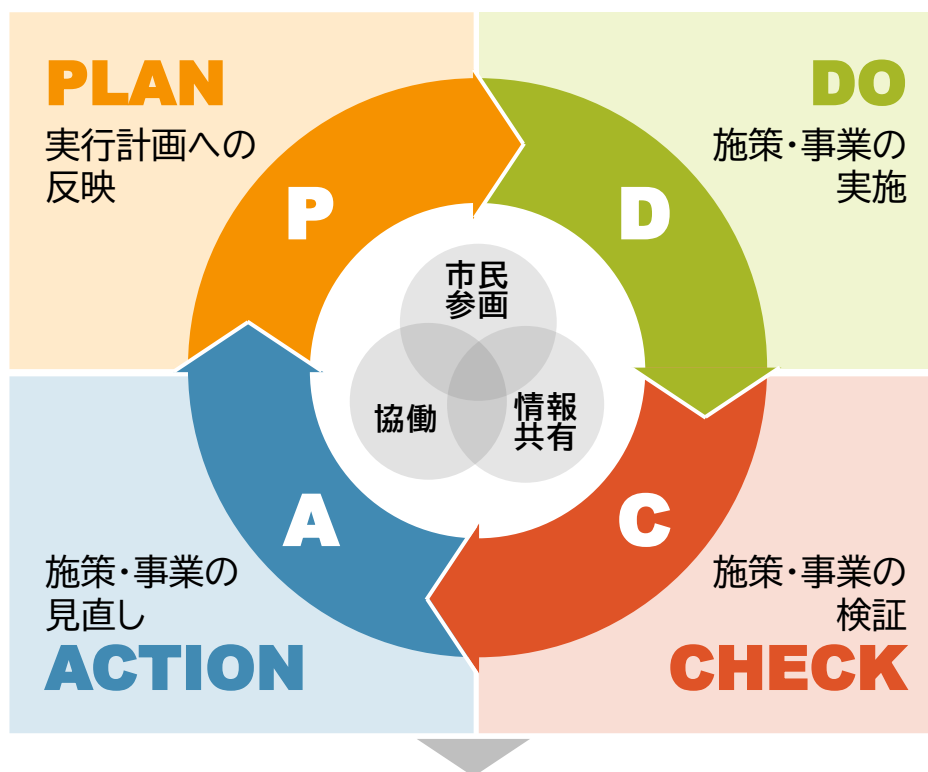 PLAN
実行計画への
反映
P
DO
施策・事業の
実施
D
市民
参画
協働
情報
共有
A
施策・事業の
見直し
ACTION
C
施策・事業の
検証
CHECK